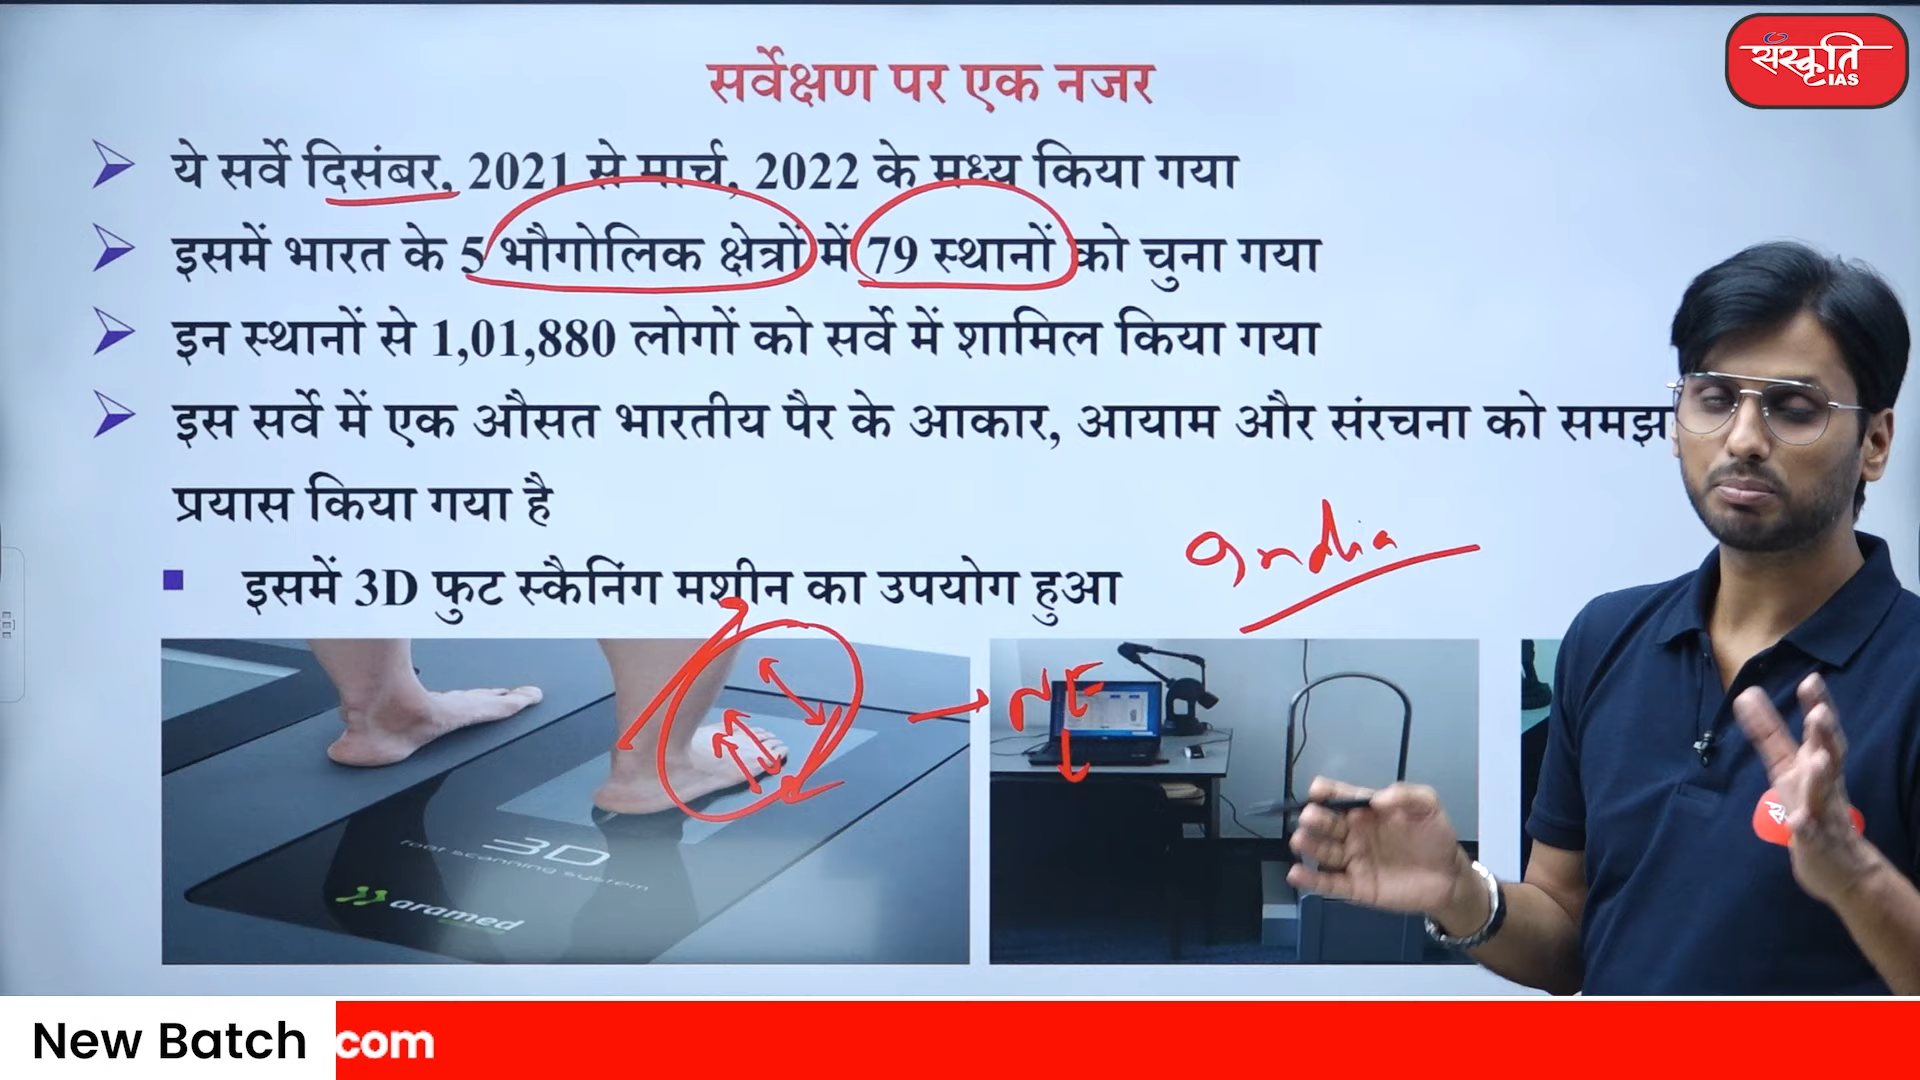 संस्कृति
IAS
सर्वेक्षण पर एक नजर
ये सर्वे दिसंबर, 2021 से मार्च, 2022 के मध्य किया गया
इसमें भारत के 5 भौगोलिक क्षेत्रों में 79 स्थानों को चुना गया
इन स्थानों से 1,01,880 लोगों को सर्वे में शामिल किया गया
इस सर्वे में एक औसत भारतीय पैर के आकार, आयाम और संरचना को समझ
प्रयास किया गया है
India
इसमें 3D फुट स्कैनिंग मशीन का उपयोग हुआ
NE
3D
foot scanning system
aramed
New Batch com